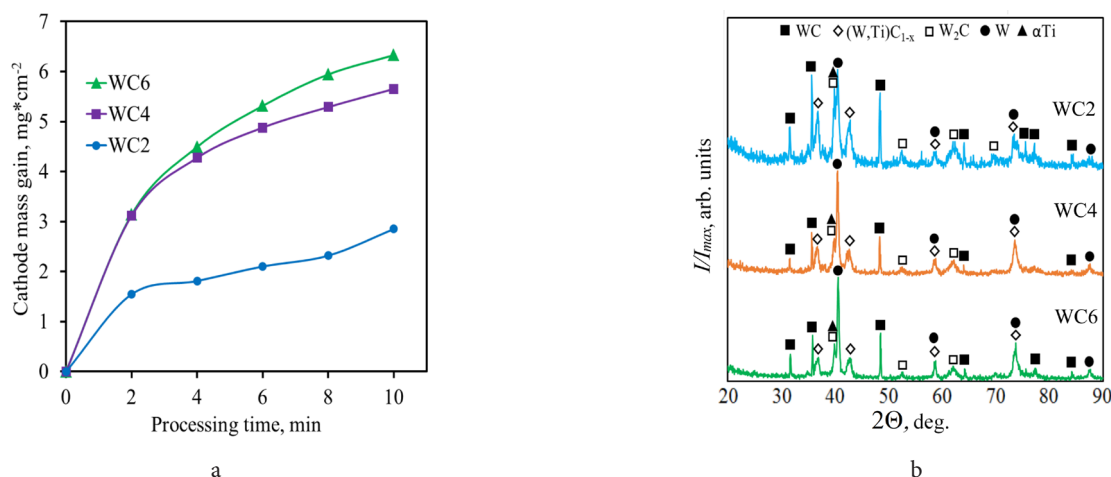 7
6
5
4
3
2
1
0
Cathode mass gain, mg*cm-2
WC6
WC4
WC2
0 2 4 6 8 10
Processing time, min
a
WC (W,Ti)C1-x W2C W αTi
WC2
WC4
WC6
I/Imax, arb. units
20 30 40 50 60 70 80 90
2Θ, deg.
b